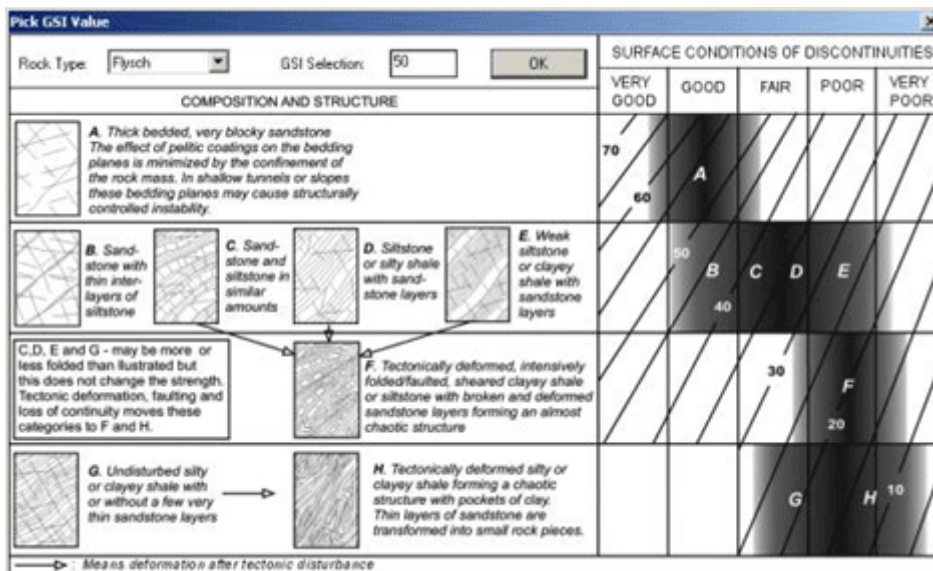 Pick GSI Value
Rock Type:
Flysch
GSI Selection:
50
OK
COMPOSITION AND STRUCTURE
SURFACE CONDITIONS OF DISCONTINUITIES
VERY GOOD
GOOD
FAIR
POOR
VERY POOR
A. Thick bedded, very blocky sandstone
The effect of pelitic coatings on the bedding
planes is minimized by the confinement of
the rock mass. In shallow tunnels or slopes
these bedding planes may cause structurally
controlled instability.
70
60
A
B. Sand-
stone with
thin inter-
layers of
siltstone
C. Sand-
stone and
siltstone in
similar
amounts
D. Siltstone
or silty shale
with sand-
stone layers
E. Weak
siltstone
or clayey
shale with
sandstone
layers
50
B
C
D
E
40
C,D, E and G - may be more or
less folded than llustrated but
this does not change the strength.
Tectonic deformation, faulting and
loss of continuity moves these
categories to F and H.
F. Tectonically deformed, intensively
folded/faulted, sheared clayey shale
or siltstone with broken and deformed
sandstone layers forming an almost
chaotic structure
30
F
20
G. Undisturbed silty
or clayey shale with
or without a few very
thin sandstone layers
H. Tectonically deformed silty or
clayey shale forming a chaotic
structure with pockets of clay.
Thin layers of sandstone are
transformed into small rock pieces.
G
H
10
: Means deformation after tectonic disturbance